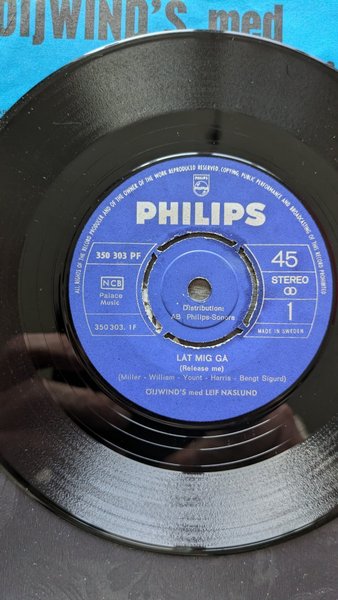 ÖIJWIND'S med
ALL RIGHTS OF THE RECORD PRODUCER AND OF THE OWNER OF THE WORK REPRODUCED RESERVED. COPYING, PUBLIC PERFORMANCE AND BROADCASTING OF THIS RECORD PROHIBITED
PHILIPS
PHILIPS
350 303 PF
45
NCB
STEREO
Palace
Music
Distribution:
AB Philips-Sonora
350 303. 1F
1
MADE IN SWEDEN
LÅT MIG GÅ
(Release me)
(Miller - William - Yount - Harris - Bengt Sigurd)
ÖIJWIND'S med LEIF NÄSLUND